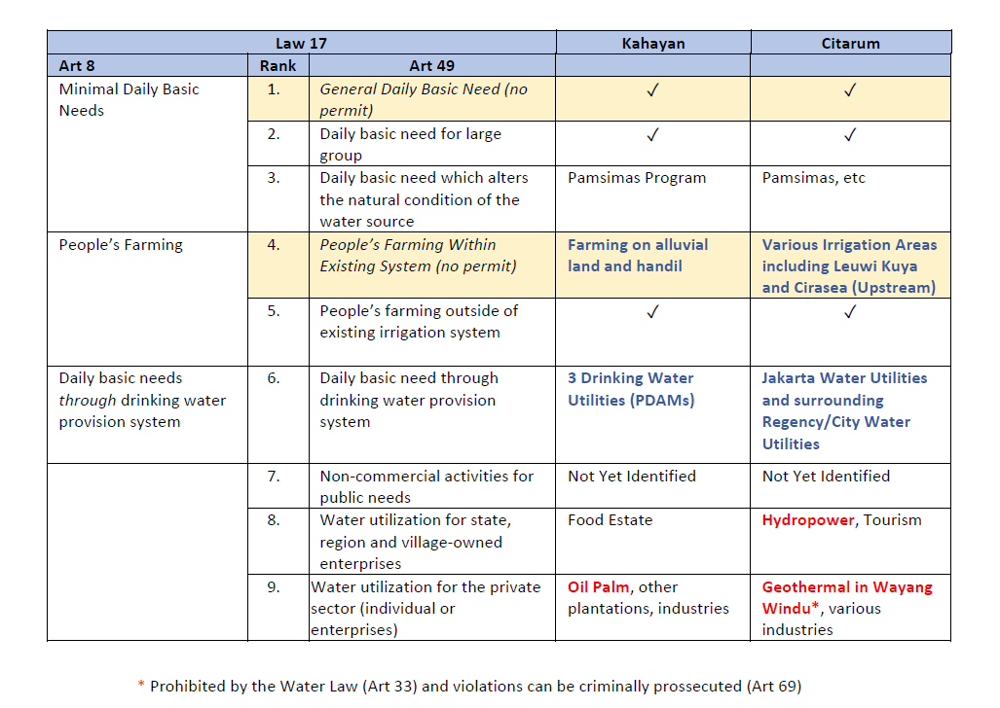 Law 17 Kahayan Citarum
Art 8 Rank Art 49
Minimal Daily Basic
Needs
1.
General Daily Basic Need (no
permit)
✓
✓
2.
Daily basic need for large
group
✓
✓
3.
Daily basic need which alters
the natural condition of the
water source
Pamsimas Program
Pamsimas, etc
People's Farming
4.
People's Farming Within
Existing System (no permit)
Farming on alluvial
land and handil
Various Irrigation Areas
including Leuwi Kuya
and Cirasea (Upstream)
5.
People's farming outside of
existing irrigation system
✓
✓
Daily basic needs
through drinking water
provision system
6.
Daily basic need through
drinking water provision
system
3 Drinking Water
Utilities (PDAMs)
Jakarta Water Utilities
and surrounding
Regency/City Water
Utilities
7.
Non-commercial activities for
public needs
Not Yet Identified
Not Yet Identified
8.
Water utilization for state,
region and village-owned
enterprises
Food Estate
Hydropower, Tourism
9.
Water utilization for the private
sector (individual or
enterprises)
Oil Palm, other
plantations, industries
Geothermal in Wayang
Windu*, various
industries
* Prohibited by the Water Law (Art 33) and violations can be criminally prossecuted (Art 69)